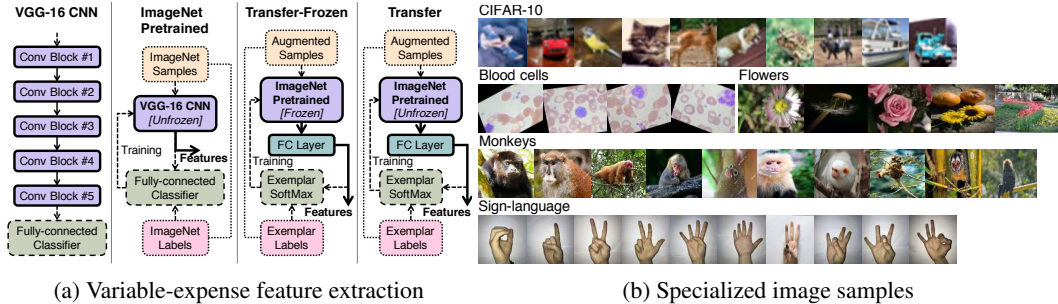 VGG-16 CNN
Conv Block #1
Conv Block #2
Conv Block #3
Conv Block #4
Conv Block #5
Fully-connected
Classifier
ImageNet
Pretrained
ImageNet
Samples
VGG-16 CNN
[Unfrozen]
Training
Features
Fully-connected
Classifier
ImageNet
Labels
Transfer-Frozen
Augmented
Samples
ImageNet
Pretrained
[Frozen]
FC Layer
Training
Exemplar
SoftMax
Features
Exemplar
Labels
Transfer
Augmented
Samples
ImageNet
Pretrained
[Unfrozen]
FC Layer
Training
Exemplar
SoftMax
Features
Exemplar
Labels
(a) Variable-expense feature extraction
CIFAR-10
Blood cells
Flowers
Monkeys
Sign-language
(b) Specialized image samples